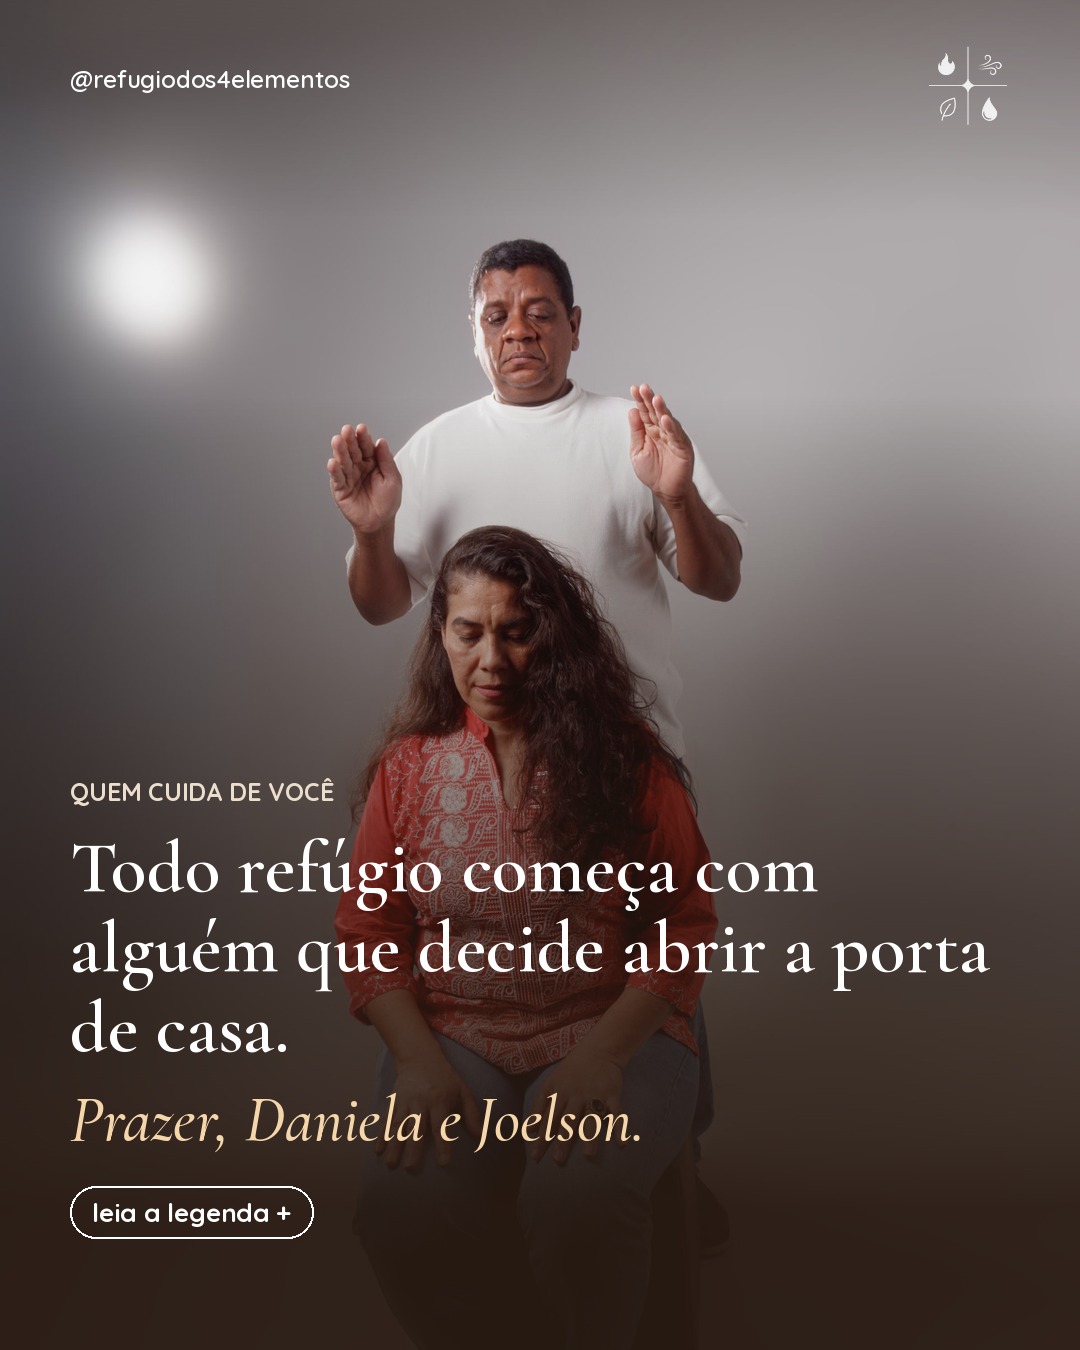 @refugiodos4elementos
QUEM CUIDA DE VOCÊ
Todo refúgio começa com
alguém que decide abrir a porta
de casa.
Prazer, Daniela e Joelson.
leia a legenda +